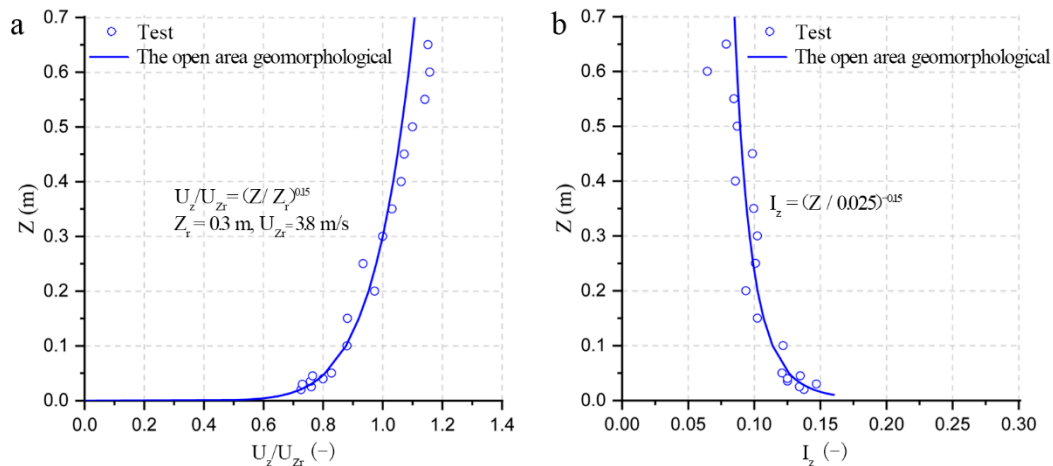 a
0.7
0.6
0.5
0.4
0.3
0.2
0.1
0.0
Z (m)
Test
The open area geomorphological
U_z/U_Zr = (Z/ Z_r)^0.15
Z_r = 0.3 m, U_Zr = 3.8 m/s
0.0 0.2 0.4 0.6 0.8 1.0 1.2 1.4
U_z/U_Zr (−)
b
0.7
0.6
0.5
0.4
0.3
0.2
0.1
0.0
Z (m)
Test
The open area geomorphological
I_z = (Z / 0.025)^−0.15
0.00 0.05 0.10 0.15 0.20 0.25 0.30
I_z (−)